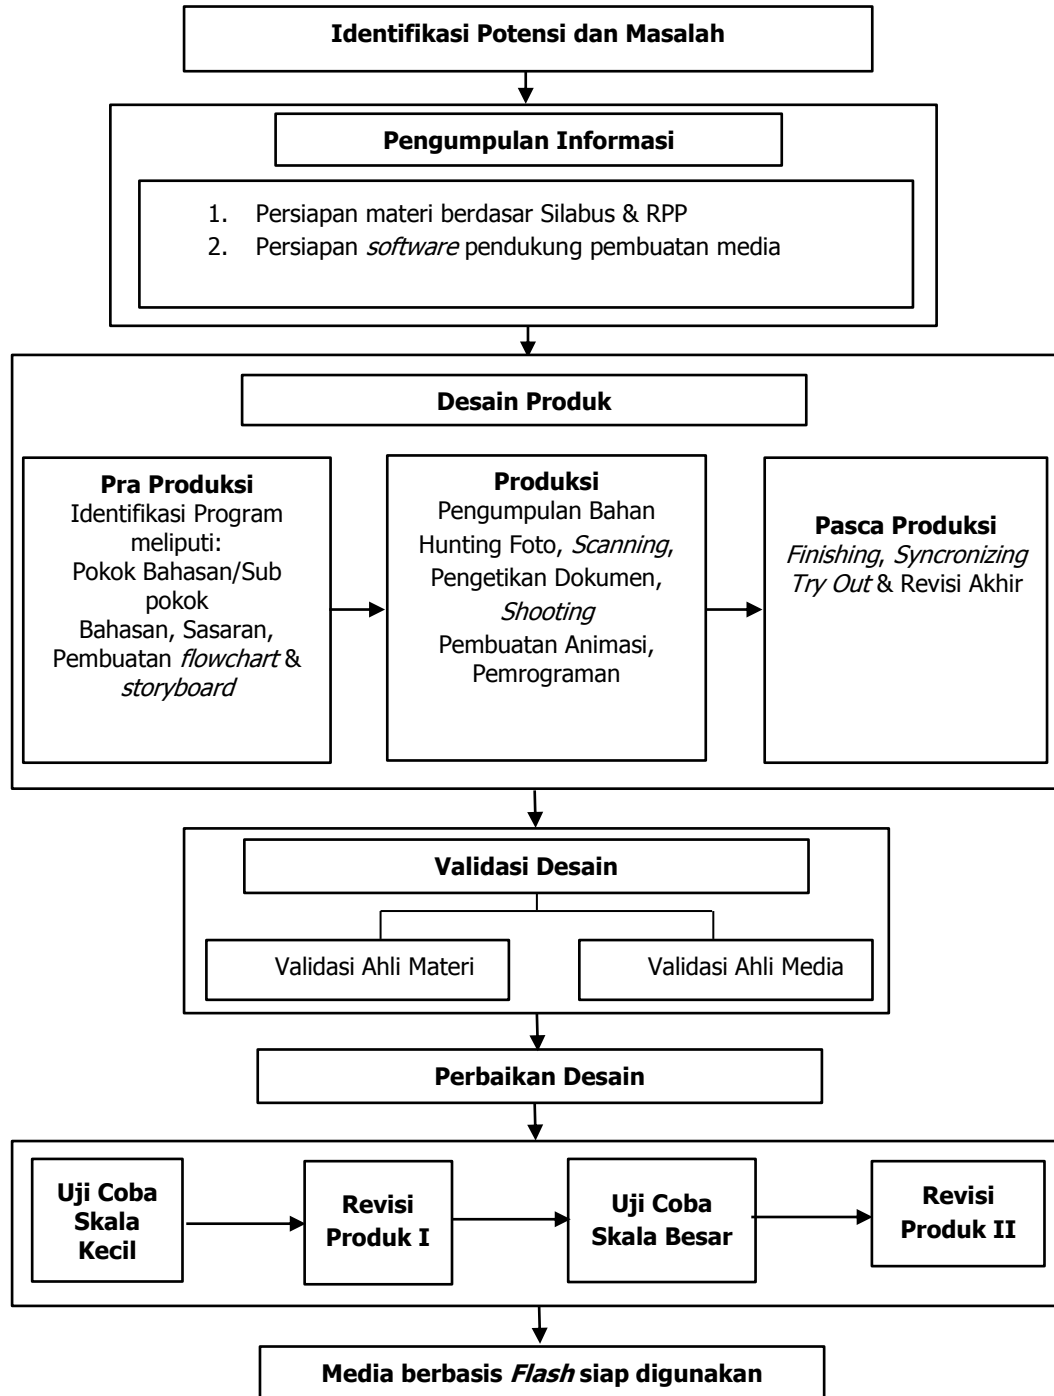 Identifikasi Potensi dan Masalah
Pengumpulan Informasi
1. Persiapan materi berdasar Silabus & RPP
2. Persiapan software pendukung pembuatan media
Desain Produk
Pra Produksi
Identifikasi Program
meliputi:
Pokok Bahasan/Sub
pokok
Bahasan, Sasaran,
Pembuatan flowchart &
storyboard
Produksi
Pengumpulan Bahan
Hunting Foto, Scanning,
Pengetikan Dokumen,
Shooting
Pembuatan Animasi,
Pemrograman
Pasca Produksi
Finishing, Syncronizing
Try Out & Revisi Akhir
Validasi Desain
Validasi Ahli Materi
Validasi Ahli Media
Perbaikan Desain
Uji Coba
Skala
Kecil
Revisi
Produk I
Uji Coba
Skala Besar
Revisi
Produk II
Media berbasis Flash siap digunakan